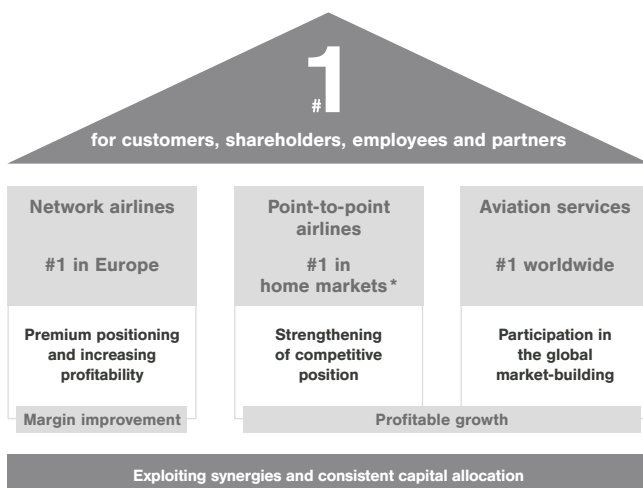 #1
for customers, shareholders, employees and partners
Network airlines
#1 in Europe
Premium positioning
and increasing
profitability
Point-to-point
airlines
#1 in
home markets*
Strengthening
of competitive
position
Aviation services
#1 worldwide
Participation in
the global
market-building
Margin improvement
Profitable growth
Exploiting synergies and consistent capital allocation